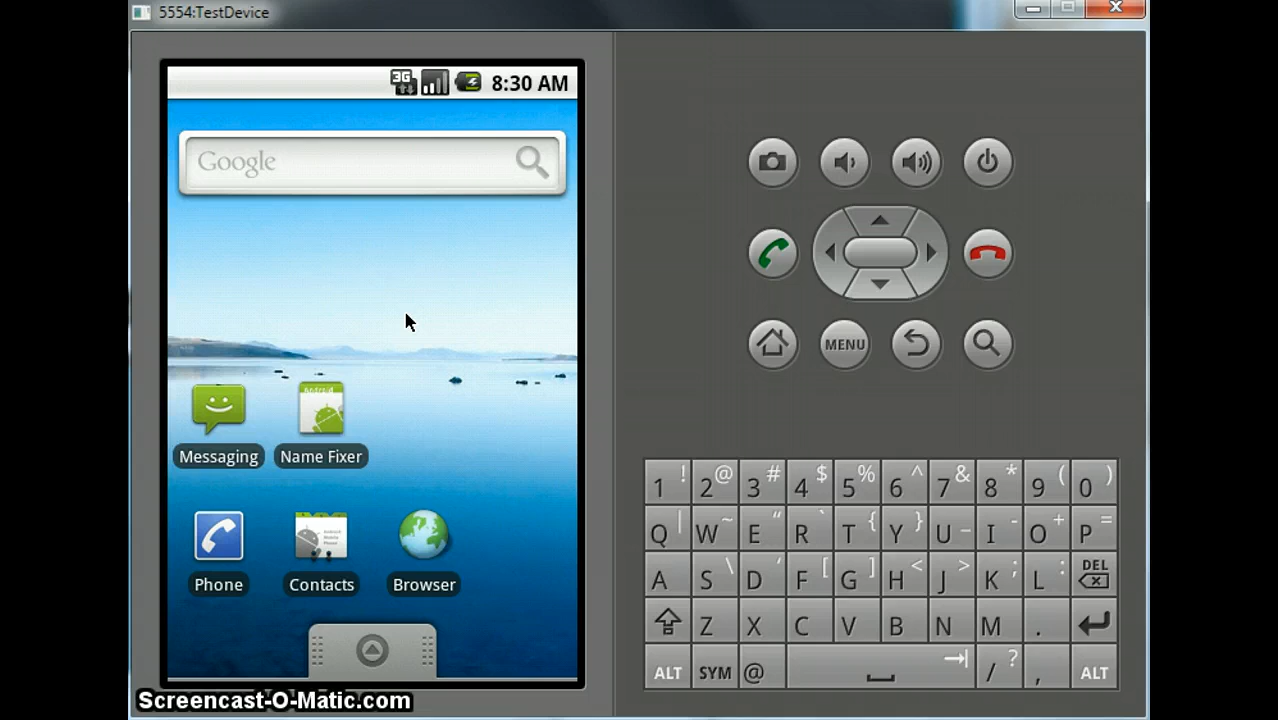 5554:TestDevice
3G 8:30 AM
Google
Android
Messaging
Name Fixer
Phone
Contacts
Browser
MENU
1 ! 2 @ 3 # 4 $ 5 % 6 ^ 7 & 8 * 9 ( 0 )
Q | W ~ E " R ` T { Y } U _ I - O + P =
A S \ D ' F [ G ] H < J > K ; L : DEL
Z X C V B N M .
ALT SYM @ / ? , ALT
Screencast-O-Matic.com